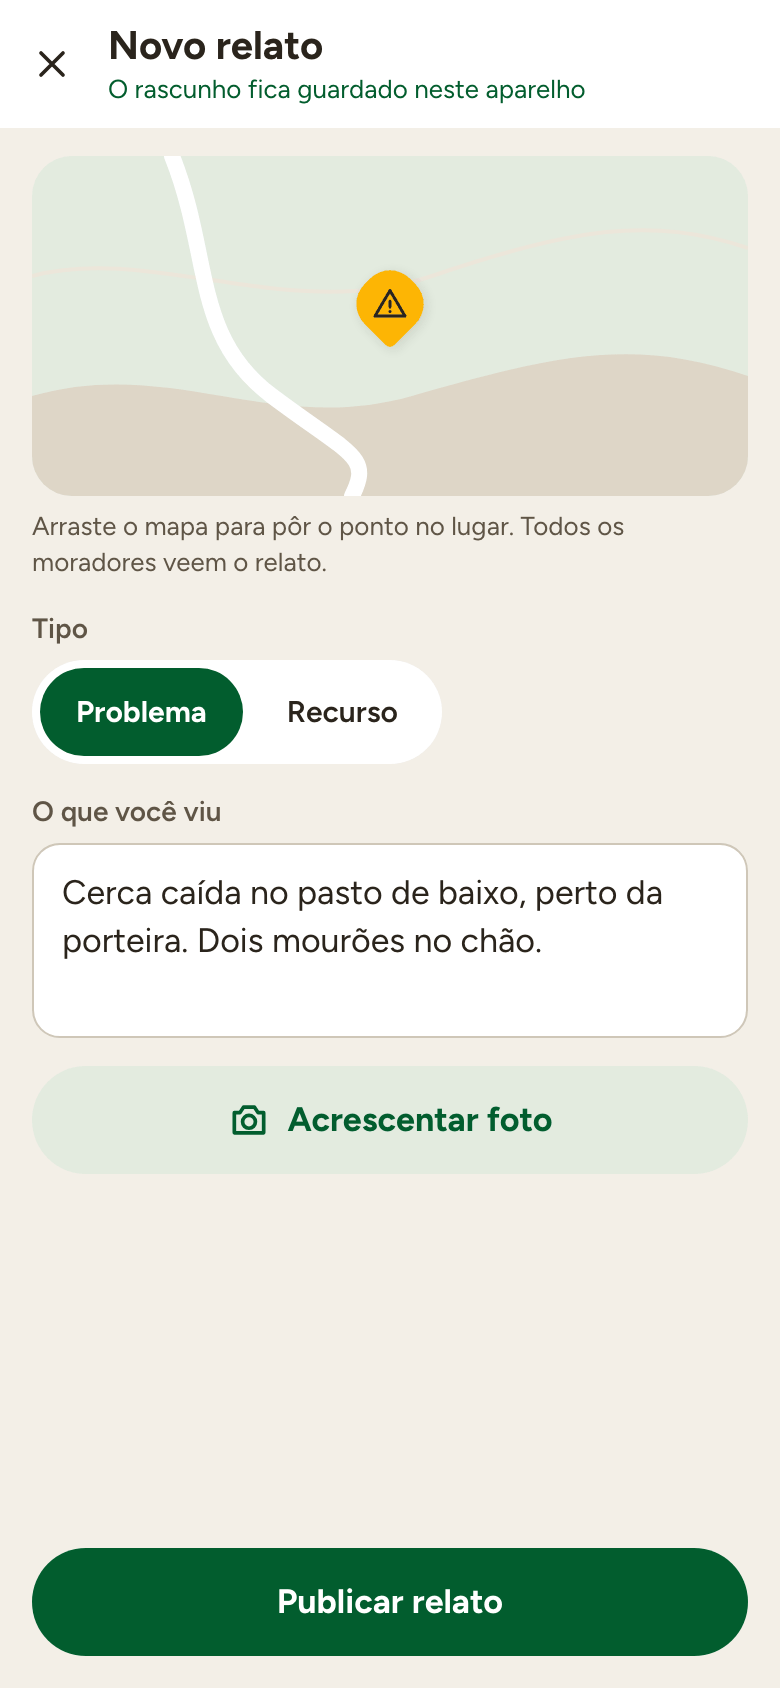 Novo relato
O rascunho fica guardado neste aparelho
Arraste o mapa para pôr o ponto no lugar. Todos os
moradores veem o relato.
Tipo
Problema
Recurso
O que você viu
Cerca caída no pasto de baixo, perto da
porteira. Dois mourões no chão.
Acrescentar foto
Publicar relato